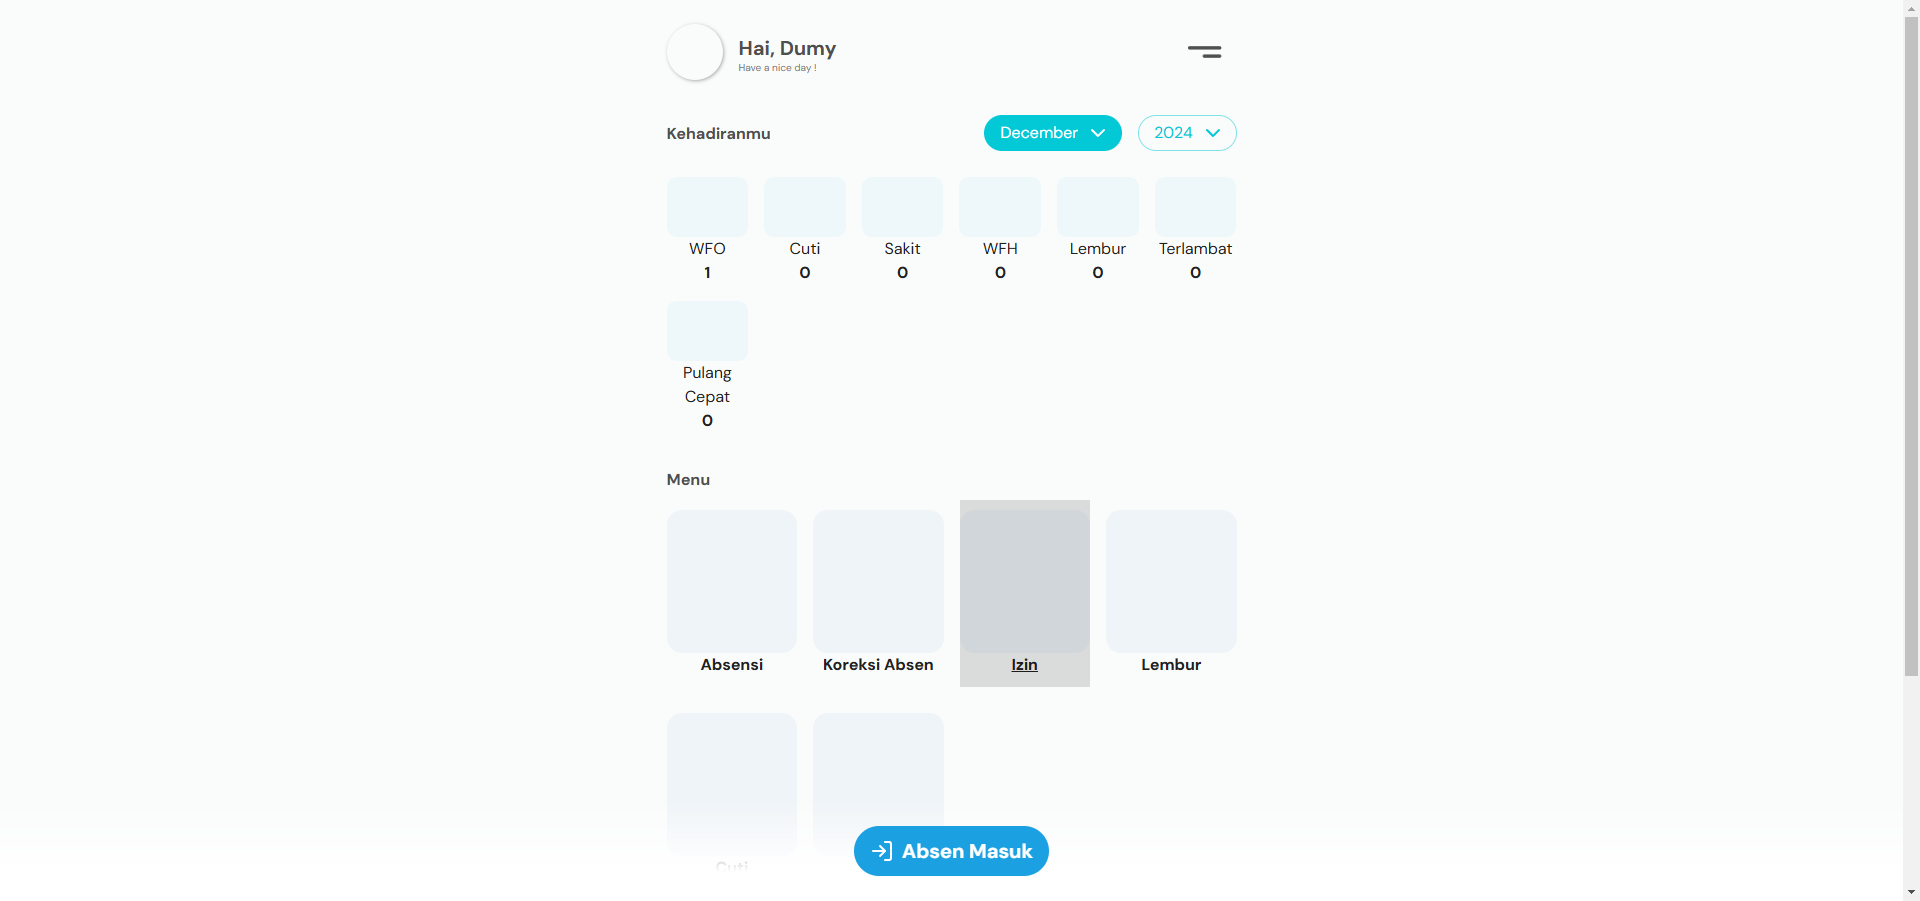 Hai, Dumy
Have a nice day !
Kehadiranmu
December
2024
WFO
1
Cuti
0
Sakit
0
WFH
0
Lembur
0
Terlambat
0
Pulang
Cepat
0
Menu
Absensi
Koreksi Absen
Izin
Lembur
Cuti
Absen Masuk